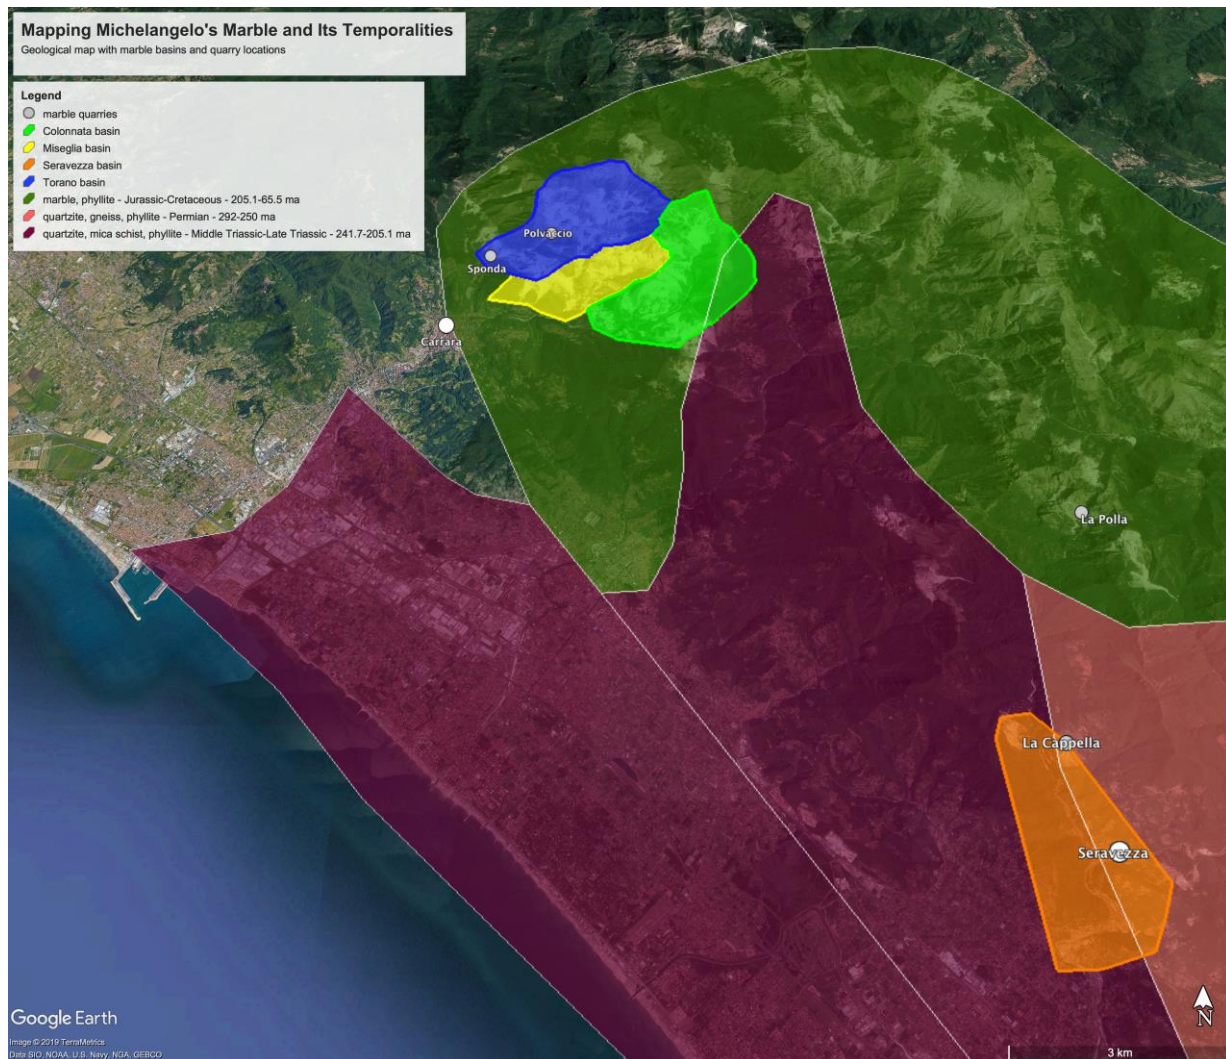 Mapping Michelangelo's Marble and Its Temporalities
Geological map with marble basins and quarry locations
Legend
marble quarries
Colonnata basin
Miseglia basin
Seravezza basin
Torano basin
marble, phyllite - Jurassic-Cretaceous - 205.1-65.5 ma
quartzite, gneiss, phyllite - Permian - 292-250 ma
quartzite, mica schist, phyllite - Middle Triassic-Late Triassic - 241.7-205.1 ma
Polvaccio
Sponda
Carrara
La Polla
La Cappella
Seravezza
Google Earth
Image © 2019 TerraMetrics
Data SIO, NOAA, U.S. Navy, NGA, GEBCO
N
3 km